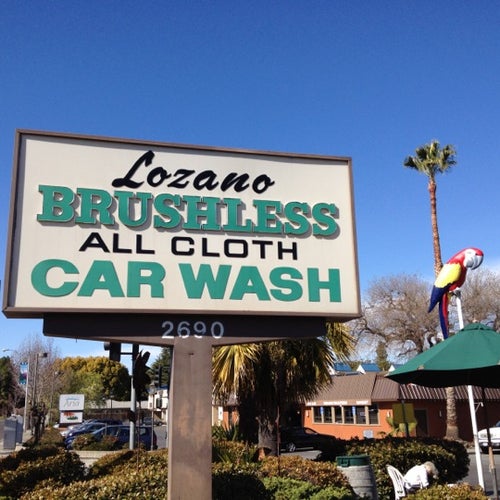 Lozano
BRUSHLESS
ALL CLOTH
CAR WASH
2690